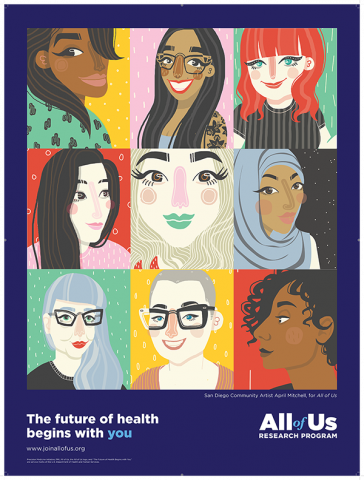 San Diego Community Artist April Mitchell, for All of Us
The future of health
begins with you
www.joinallofus.org
All of Us
RESEARCH PROGRAM